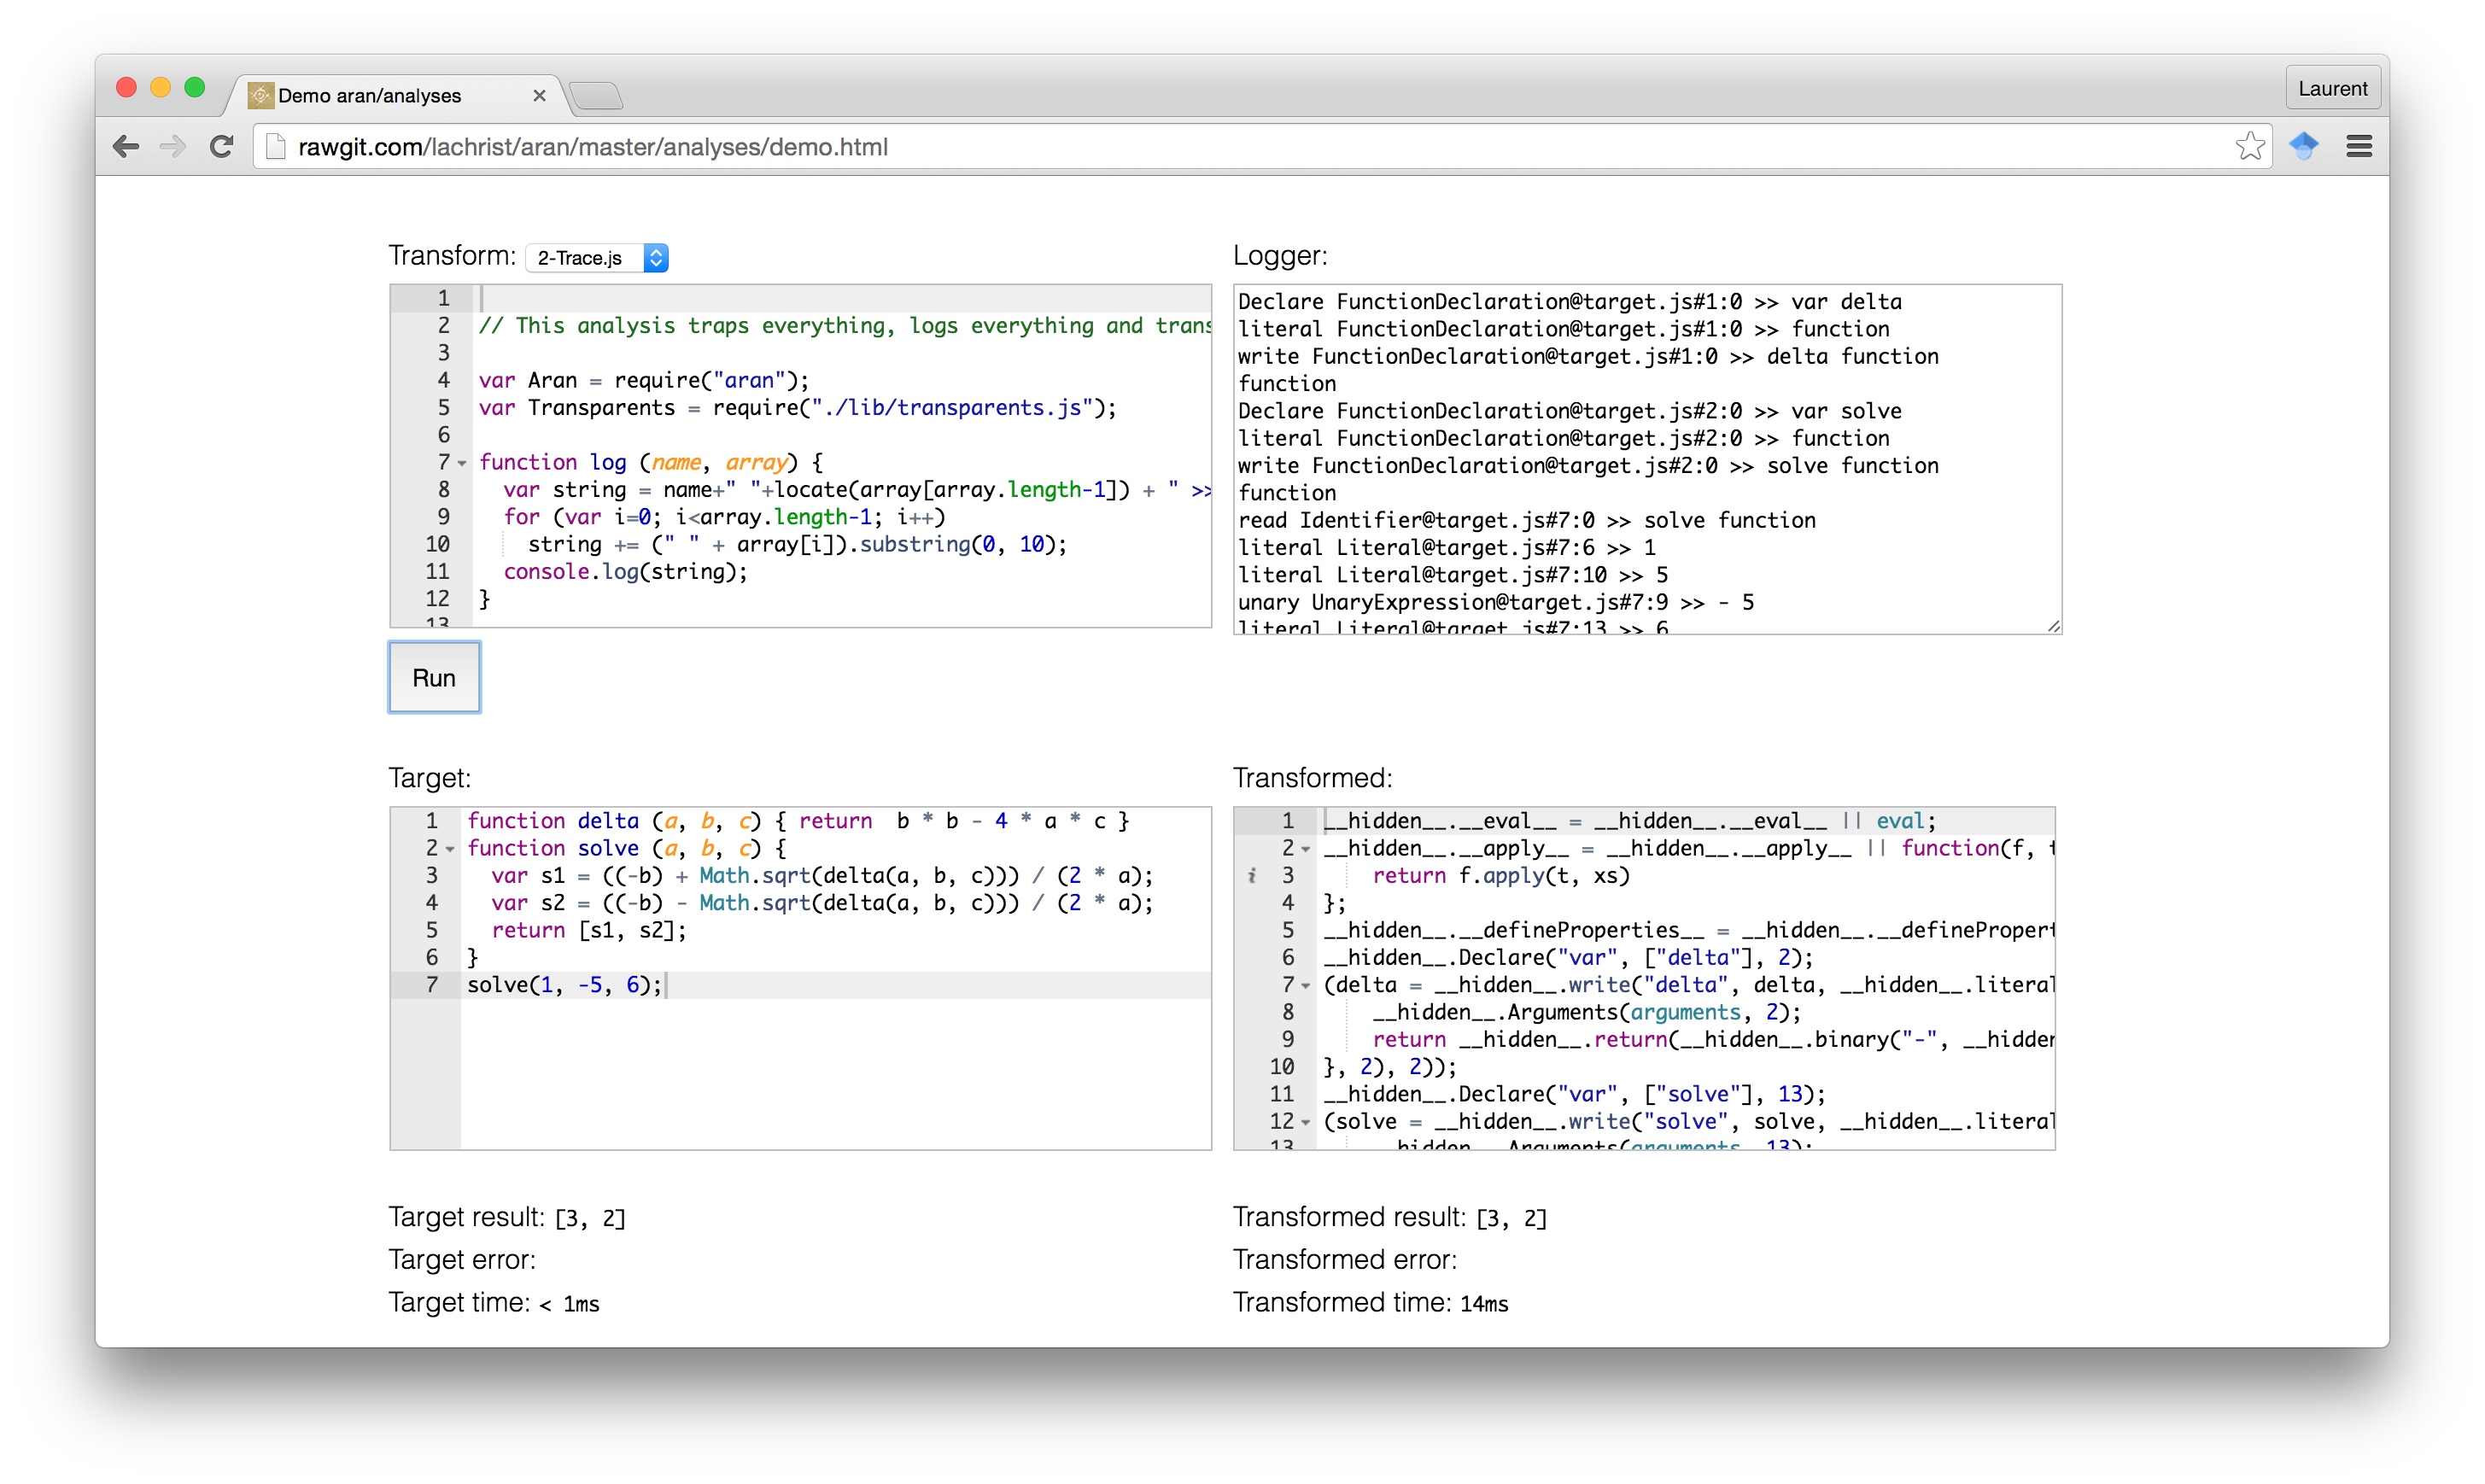 Demo aran/analyses
Laurent
rawgit.com/lachrist/aran/master/analyses/demo.html
Transform: 2-Trace.js
1
2 // This analysis traps everything, logs everything and trans
3
4 var Aran = require("aran");
5 var Transparents = require("./lib/transparents.js");
6
7 function log (name, array) {
8 var string = name+" "+locate(array[array.length-1]) + " >>
9 for (var i=0; i<array.length-1; i++)
10 string += (" " + array[i]).substring(0, 10);
11 console.log(string);
12 }
13
Run
Logger:
Declare FunctionDeclaration@target.js#1:0 >> var delta
literal FunctionDeclaration@target.js#1:0 >> function
write FunctionDeclaration@target.js#1:0 >> delta function
function
Declare FunctionDeclaration@target.js#2:0 >> var solve
literal FunctionDeclaration@target.js#2:0 >> function
write FunctionDeclaration@target.js#2:0 >> solve function
function
read Identifier@target.js#7:0 >> solve function
literal Literal@target.js#7:6 >> 1
literal Literal@target.js#7:10 >> 5
unary UnaryExpression@target.js#7:9 >> - 5
literal Literal@target.js#7:13 >> 6
Target:
1 function delta (a, b, c) { return  b * b - 4 * a * c }
2 function solve (a, b, c) {
3 var s1 = ((-b) + Math.sqrt(delta(a, b, c))) / (2 * a);
4 var s2 = ((-b) - Math.sqrt(delta(a, b, c))) / (2 * a);
5 return [s1, s2];
6 }
7 solve(1, -5, 6);
Transformed:
1 __hidden__.__eval__ = __hidden__.__eval__ || eval;
2 __hidden__.__apply__ = __hidden__.__apply__ || function(f, t
3 return f.apply(t, xs)
4 };
5 __hidden__.__defineProperties__ = __hidden__.__definePropert
6 __hidden__.Declare("var", ["delta"], 2);
7 (delta = __hidden__.write("delta", delta, __hidden__.literal
8 __hidden__.Arguments(arguments, 2);
9 return __hidden__.return(__hidden__.binary("-", __hidden
10 }, 2), 2));
11 __hidden__.Declare("var", ["solve"], 13);
12 (solve = __hidden__.write("solve", solve, __hidden__.literal
13 __hidden__.Arguments(arguments, 13);
Target result: [3, 2]
Target error:
Target time: < 1ms
Transformed result: [3, 2]
Transformed error:
Transformed time: 14ms